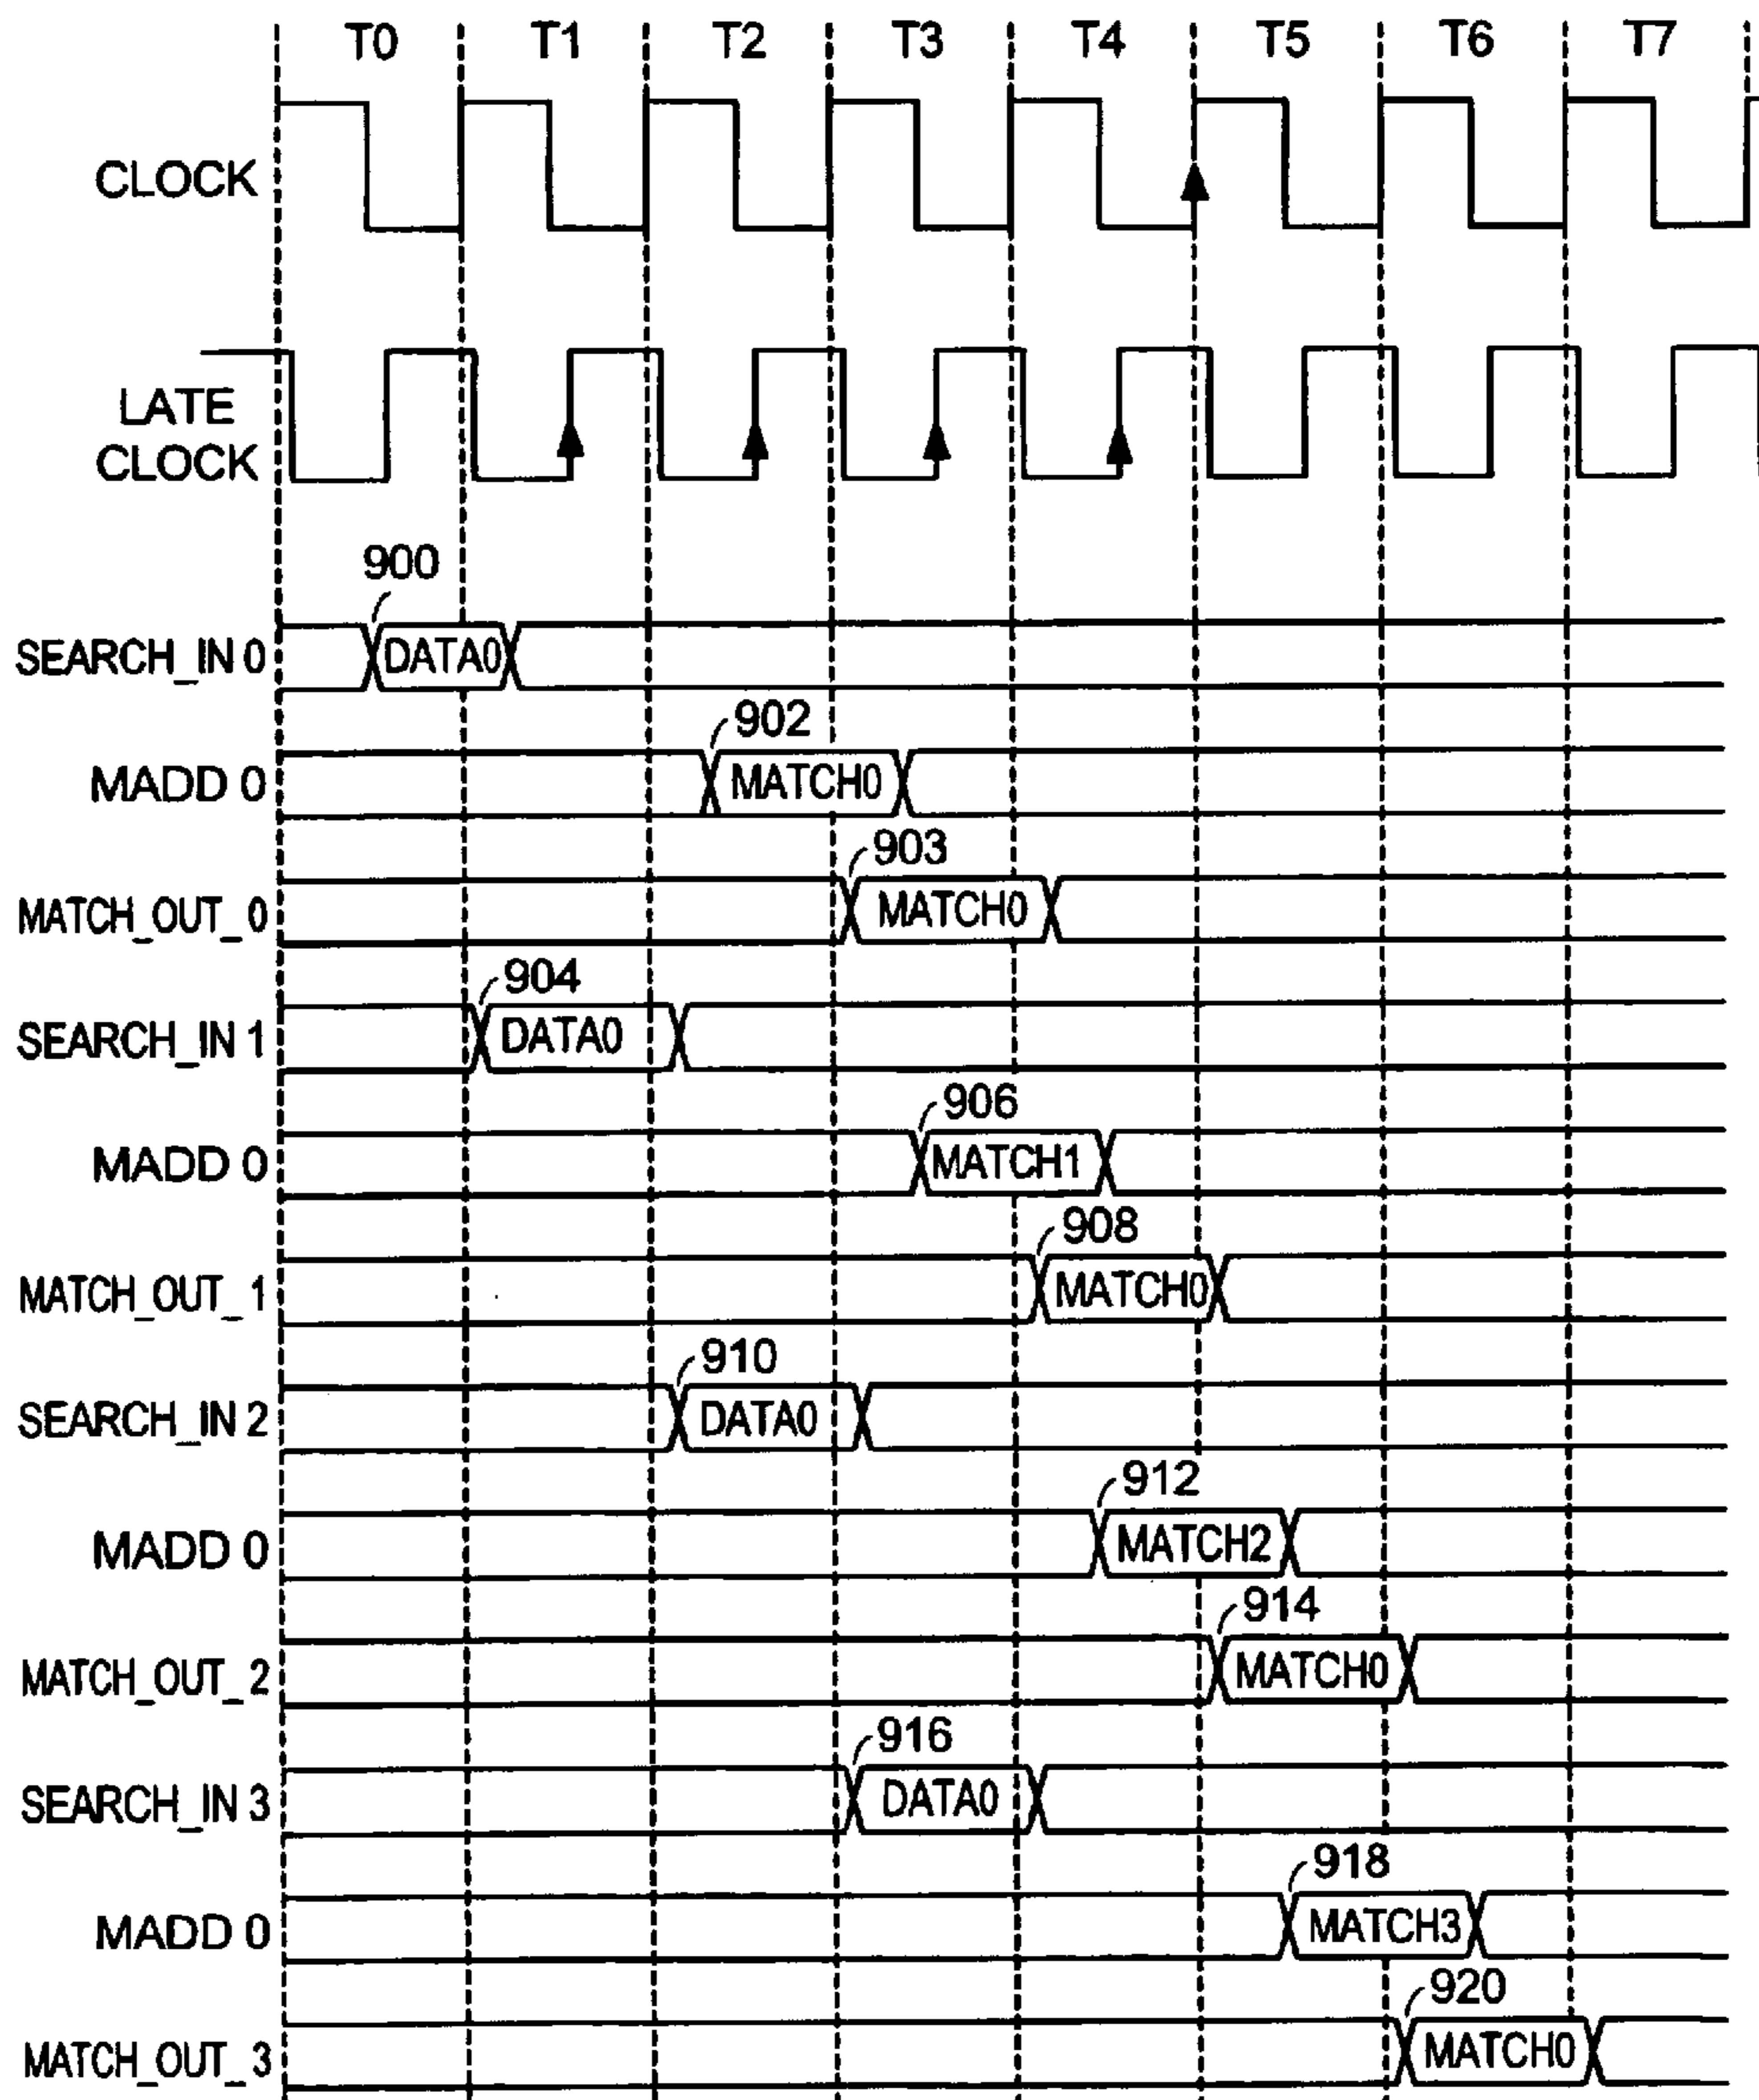 T0 T1 T2 T3 T4 T5 T6 T7
CLOCK
LATE
CLOCK
900
SEARCH_IN 0 DATA0
902
MADD 0 MATCH0
903
MATCH_OUT_0 MATCH0
904
SEARCH_IN 1 DATA0
906
MADD 0 MATCH1
908
MATCH_OUT_1 MATCH0
910
SEARCH_IN 2 DATA0
912
MADD 0 MATCH2
914
MATCH_OUT_2 MATCH0
916
SEARCH_IN 3 DATA0
918
MADD 0 MATCH3
920
MATCH_OUT_3 MATCH0